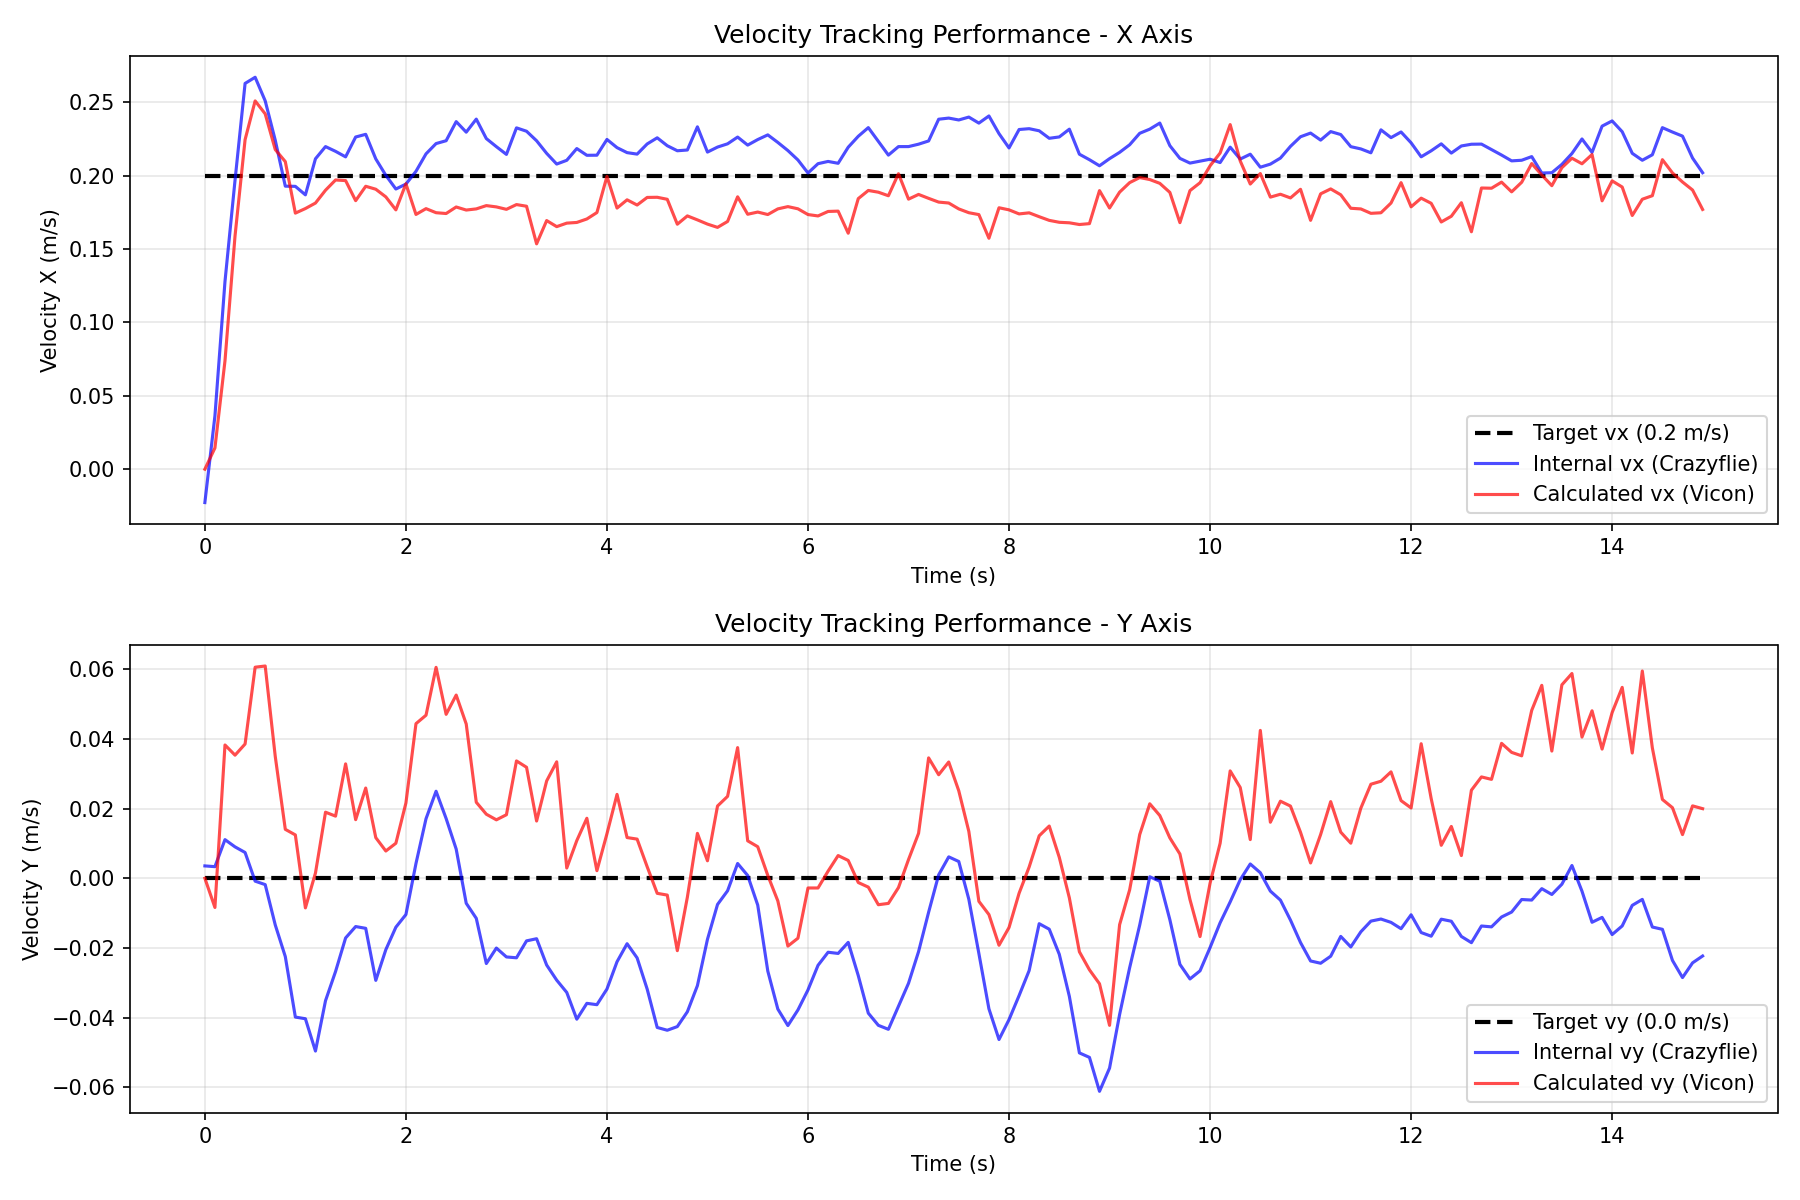 Velocity Tracking Performance - X Axis
Velocity X (m/s)
0.25
0.20
0.15
0.10
0.05
0.00
Target vx (0.2 m/s)
Internal vx (Crazyflie)
Calculated vx (Vicon)
0 2 4 6 8 10 12 14
Time (s)
Velocity Tracking Performance - Y Axis
Velocity Y (m/s)
0.06
0.04
0.02
0.00
−0.02
−0.04
−0.06
Target vy (0.0 m/s)
Internal vy (Crazyflie)
Calculated vy (Vicon)
0 2 4 6 8 10 12 14
Time (s)